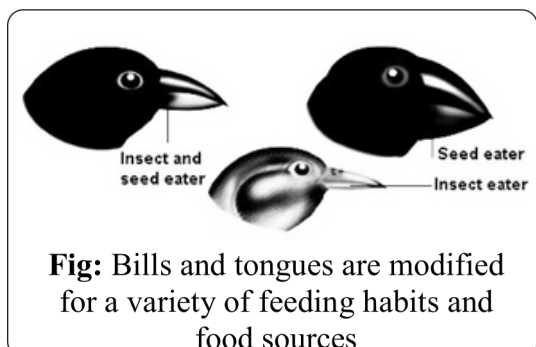 Insect and
seed eater
Seed eater
Insect eater
Fig: Bills and tongues are modified
for a variety of feeding habits and
food sources